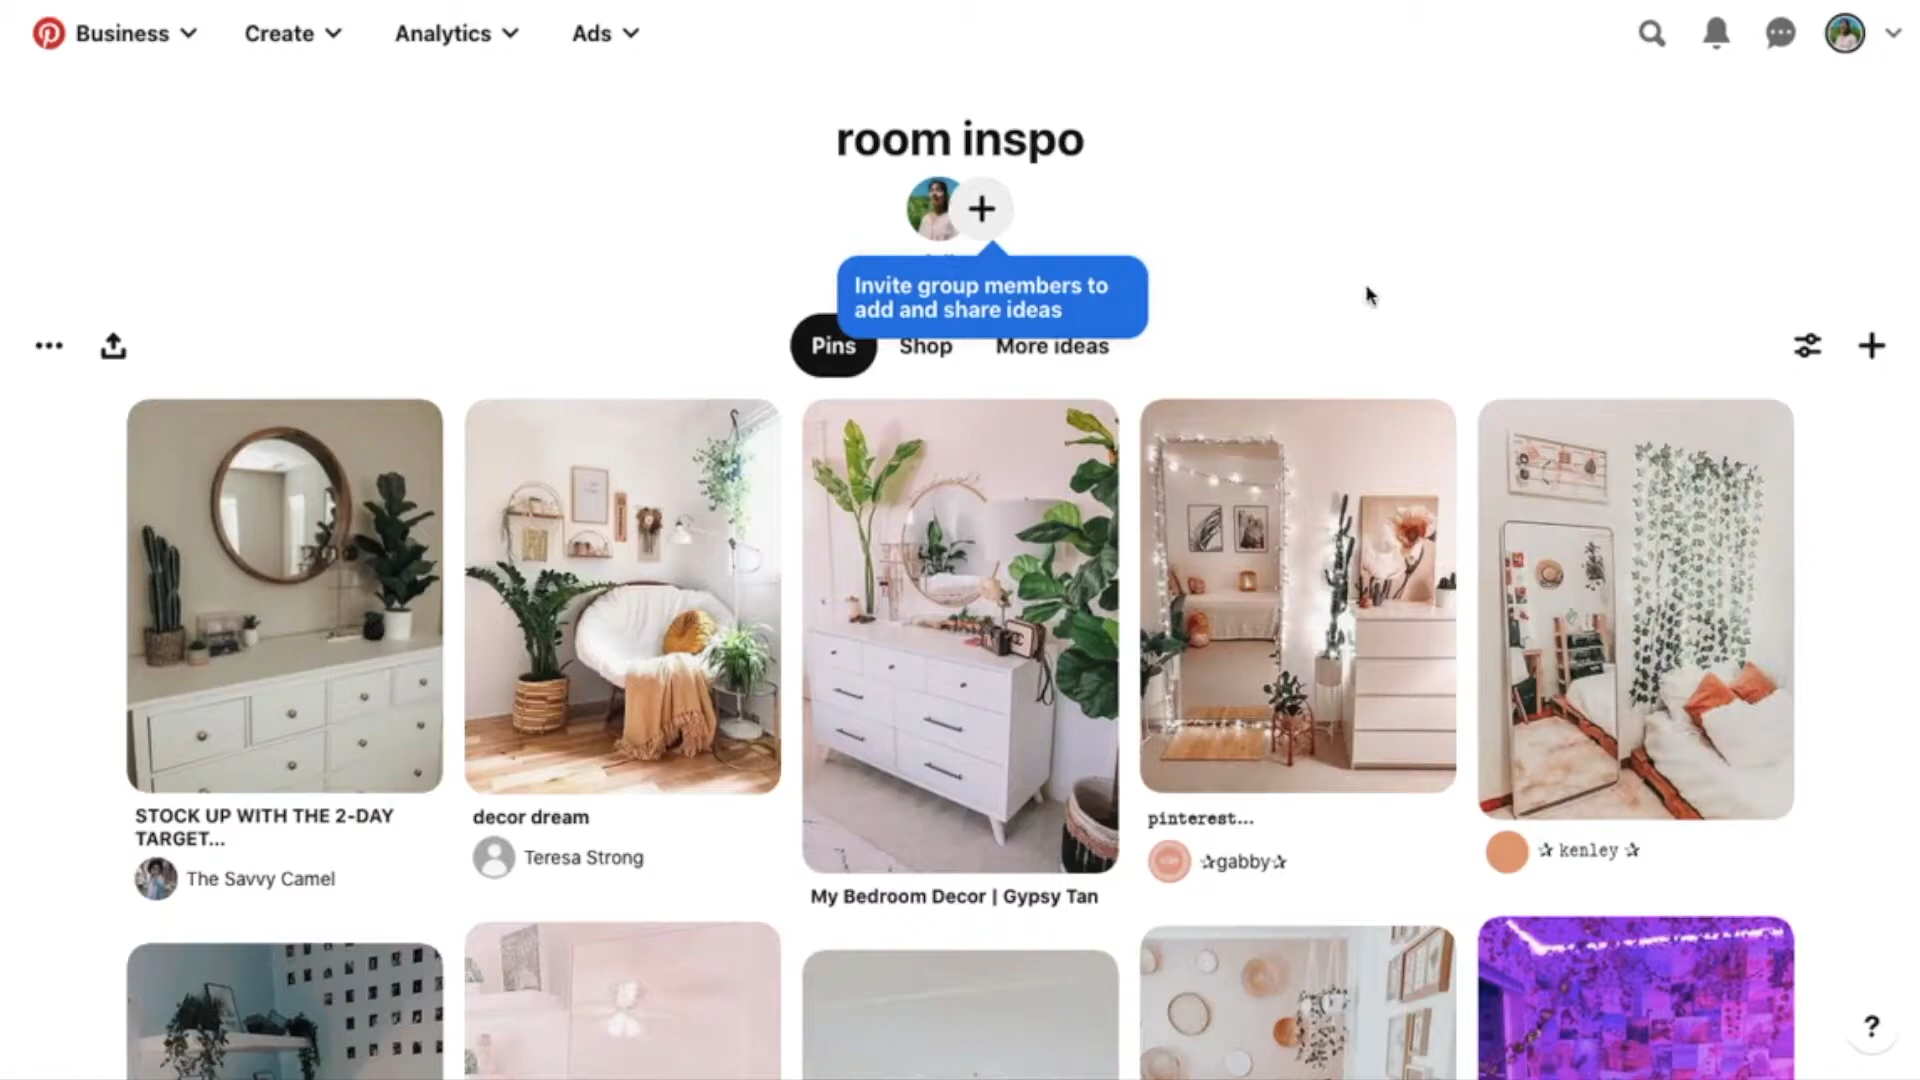 Business
Create
Analytics
Ads
room inspo
Invite group members to
add and share ideas
Pins
Shop
More ideas
STOCK UP WITH THE 2-DAY
TARGET...
The Savvy Camel
decor dream
Teresa Strong
My Bedroom Decor | Gypsy Tan
pinterest...
✰gabby✰
✰ kenley ✰
?